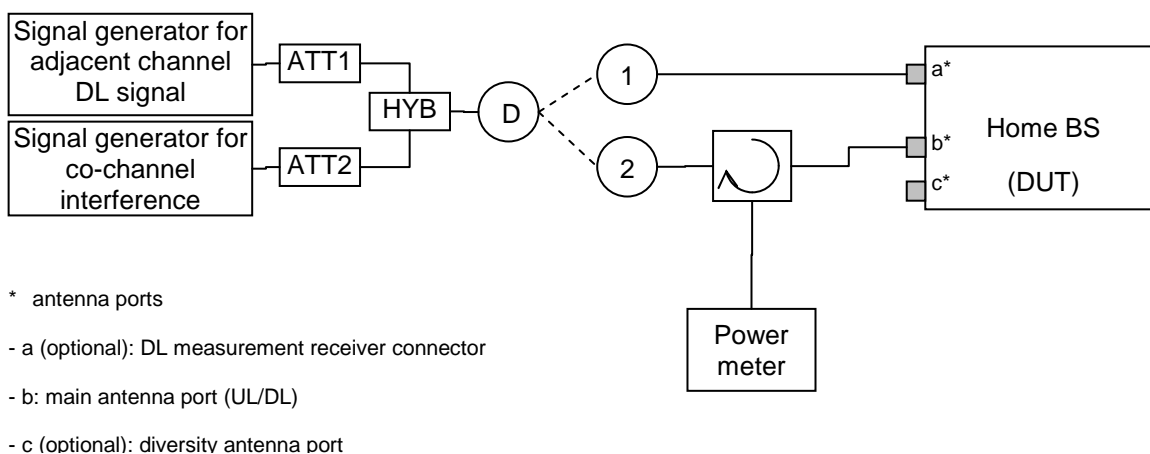 Signal generator for
adjacent channel
DL signal
ATT1
HYB
D
1
2
Signal generator for
co-channel
interference
ATT2
a*
b*
c*
Home BS
(DUT)
Power
meter
* antenna ports
- a (optional): DL measurement receiver connector
- b: main antenna port (UL/DL)
- c (optional): diversity antenna port